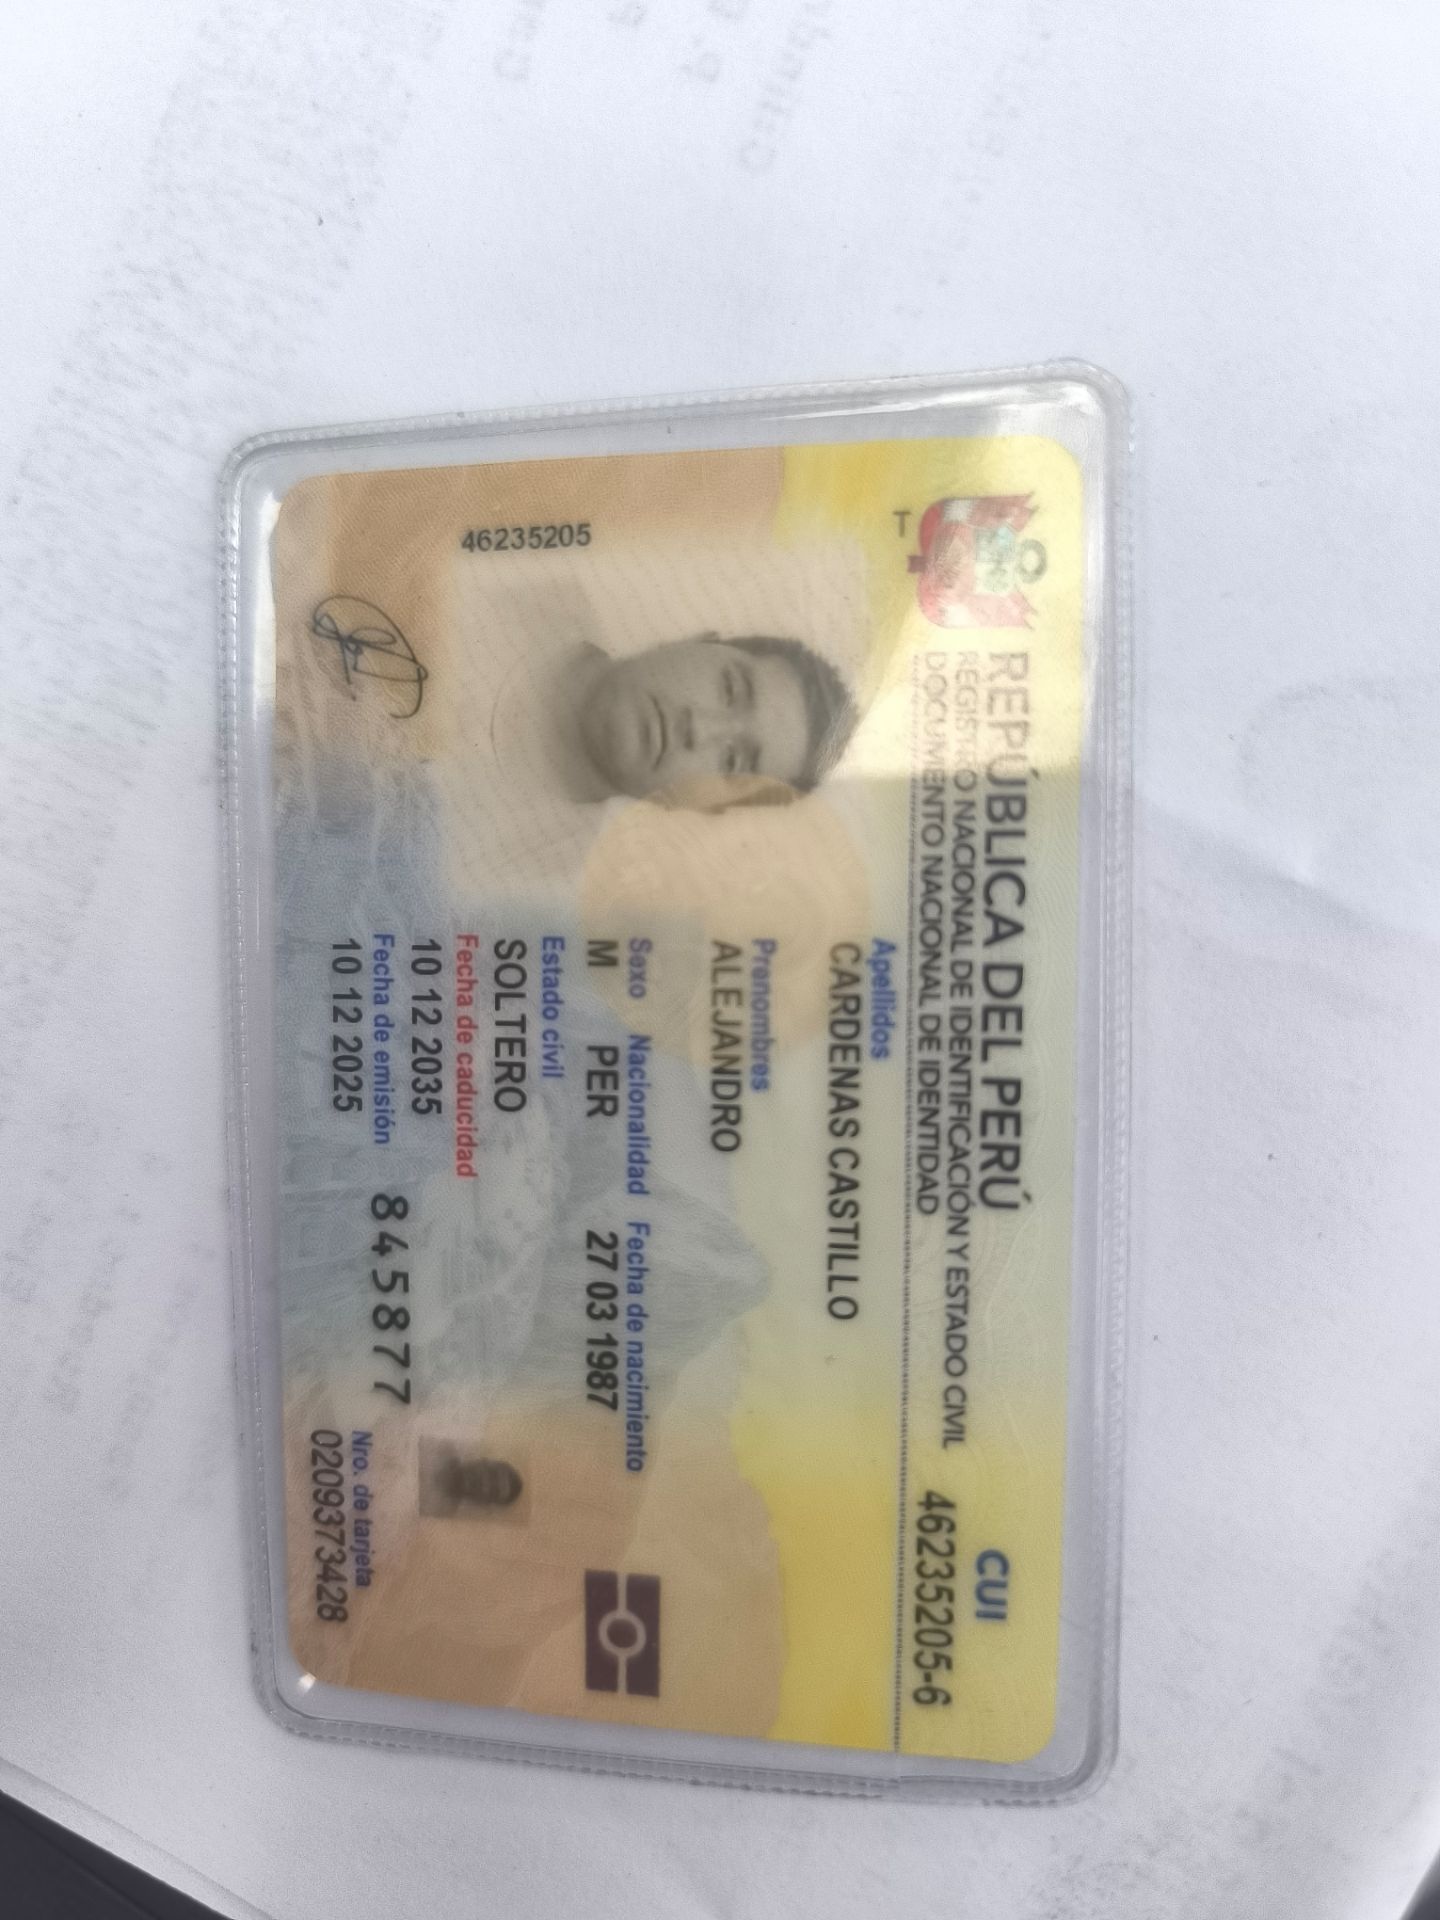 REPÚBLICA DEL PERÚ
REGISTRO NACIONAL DE IDENTIFICACIÓN Y ESTADO CIVIL
DOCUMENTO NACIONAL DE IDENTIDAD
CUI
46235205-6
Apellidos
CARDENAS CASTILLO
Prenombres
ALEJANDRO
Sexo Nacionalidad Fecha de nacimiento
M PER 27 03 1987
Estado civil
SOLTERO
Fecha de caducidad
10 12 2035
Fecha de emisión
10 12 2025
845877
Nro. de tarjeta
0209373428
46235205